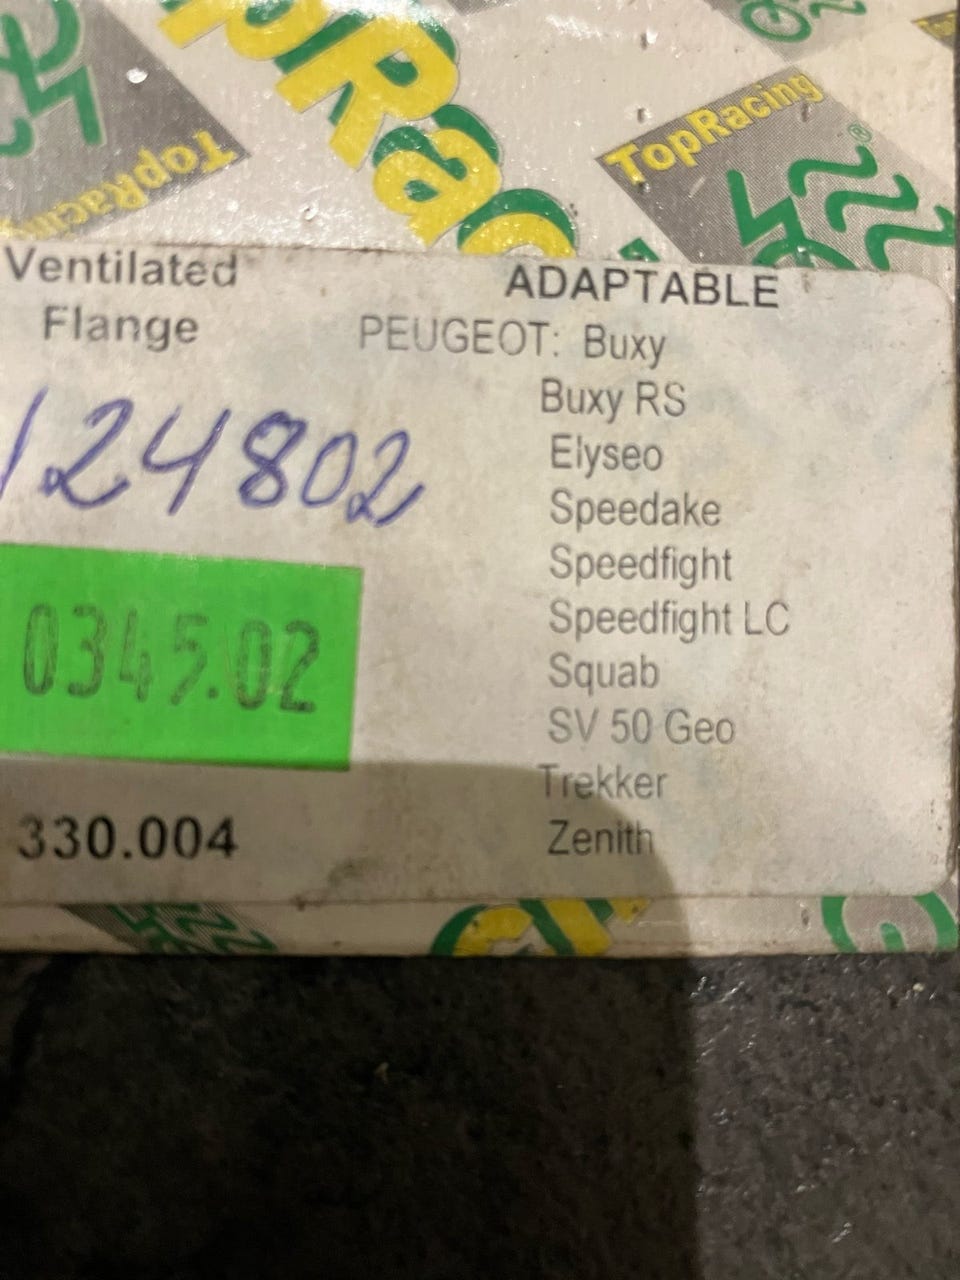 TopRacing
TopRacing
Ventilated
Flange
ADAPTABLE
PEUGEOT: Buxy
Buxy RS
Elyseo
Speedake
Speedfight
Speedfight LC
Squab
SV 50 Geo
Trekker
Zenith
124802
0345.02
330.004